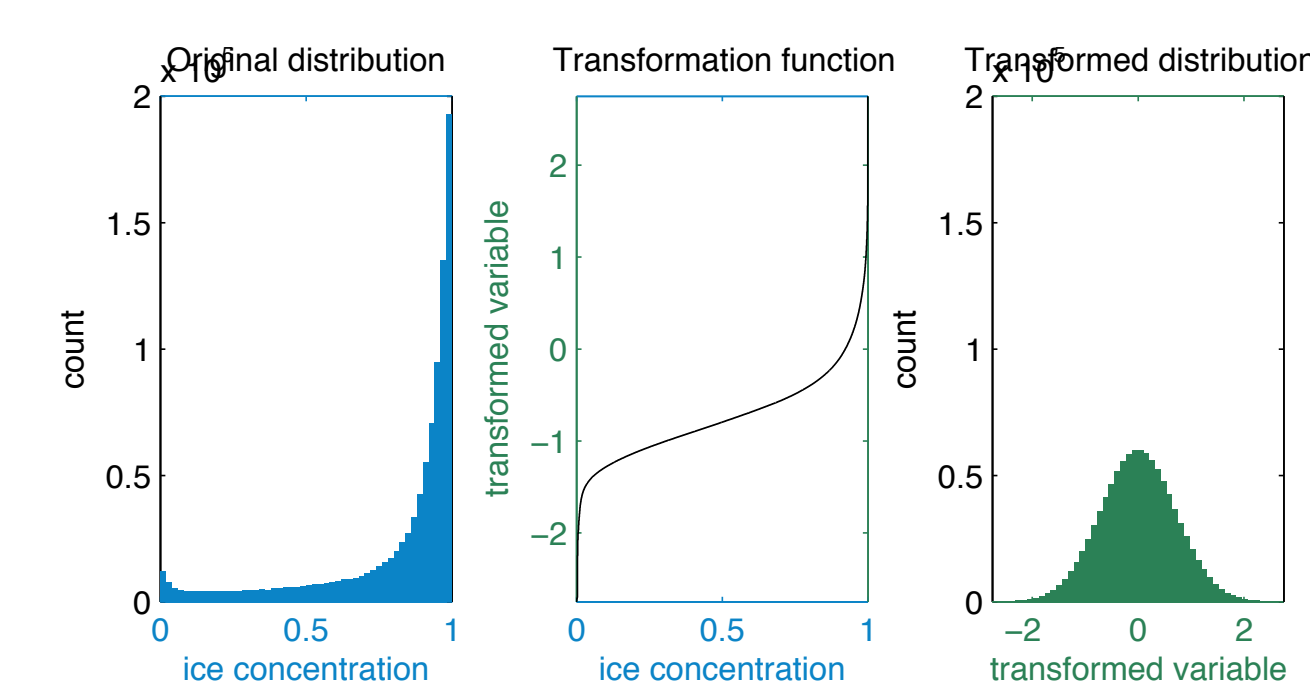 Original distribution
x 10^5
2
1.5
1
0.5
0
count
0 0.5 1
ice concentration
Transformation function
2
1
0
−1
−2
transformed variable
0 0.5 1
ice concentration
Transformed distribution
x 10^5
2
1.5
1
0.5
0
count
−2 0 2
transformed variable